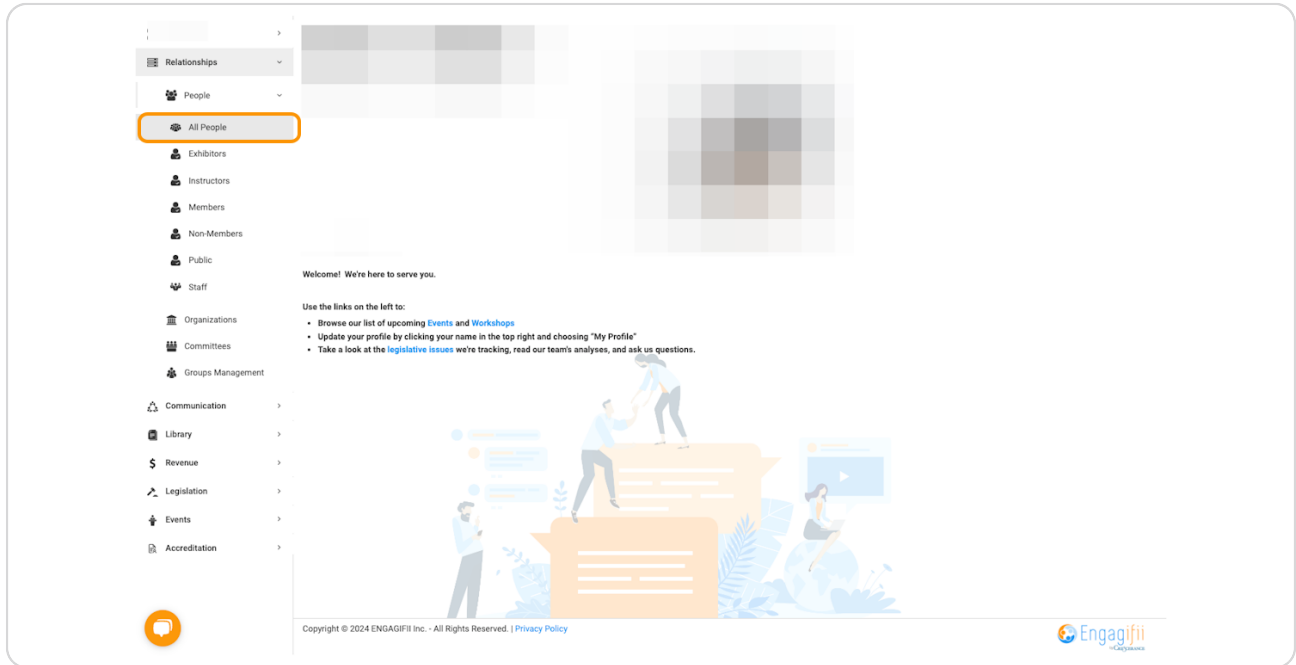 Relationships
People
All People
Exhibitors
Instructors
Members
Non-Members
Public
Staff
Organizations
Committees
Groups Management
Communication
Library
Revenue
Legislation
Events
Accreditation
Welcome! We're here to serve you.
Use the links on the left to:
• Browse our list of upcoming Events and Workshops
• Update your profile by clicking your name in the top right and choosing "My Profile"
• Take a look at the legislative issues we're tracking, read our team's analyses, and ask us questions.
Copyright © 2024 ENGAGIFII Inc. - All Rights Reserved. | Privacy Policy
Engagifii